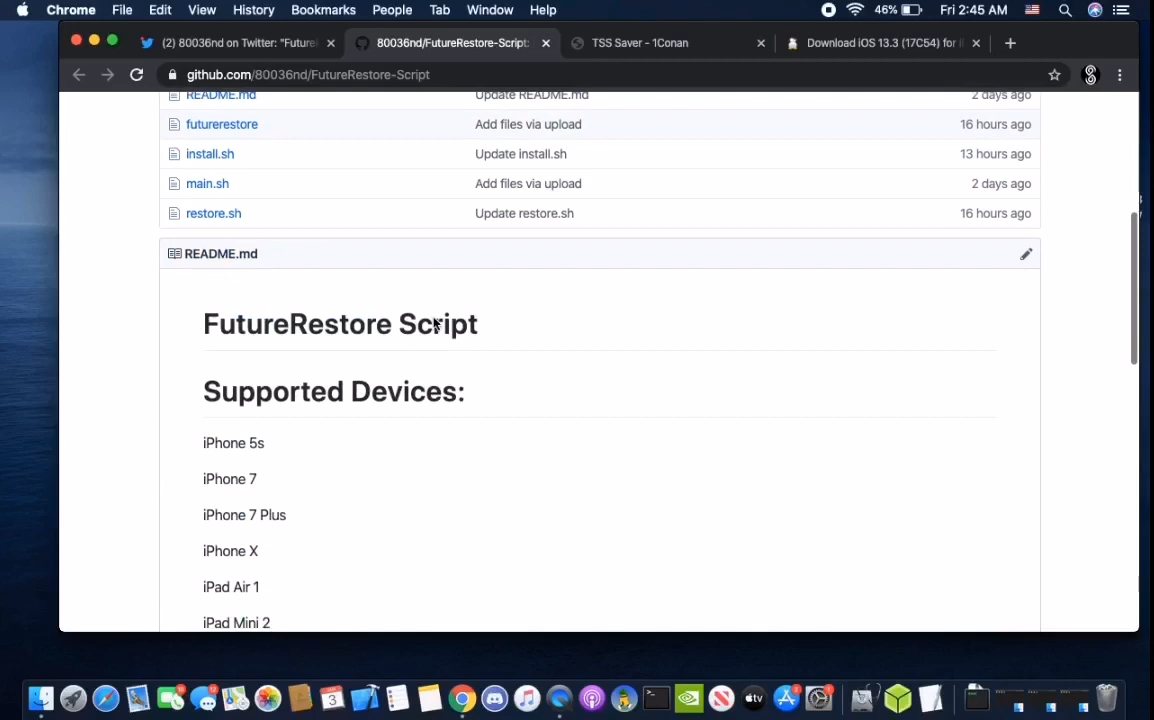 Chrome File Edit View History Bookmarks People Tab Window Help 46% Fri 2:45 AM
(2) 80036nd on Twitter: "Future 80036nd/FutureRestore-Script: TSS Saver - 1Conan Download iOS 13.3 (17C54) for
github.com/80036nd/FutureRestore-Script
README.md Update README.md 2 days ago
futurerestore Add files via upload 16 hours ago
install.sh Update install.sh 13 hours ago
main.sh Add files via upload 2 days ago
restore.sh Update restore.sh 16 hours ago
README.md
FutureRestore Script
Supported Devices:
iPhone 5s
iPhone 7
iPhone 7 Plus
iPhone X
iPad Air 1
iPad Mini 2